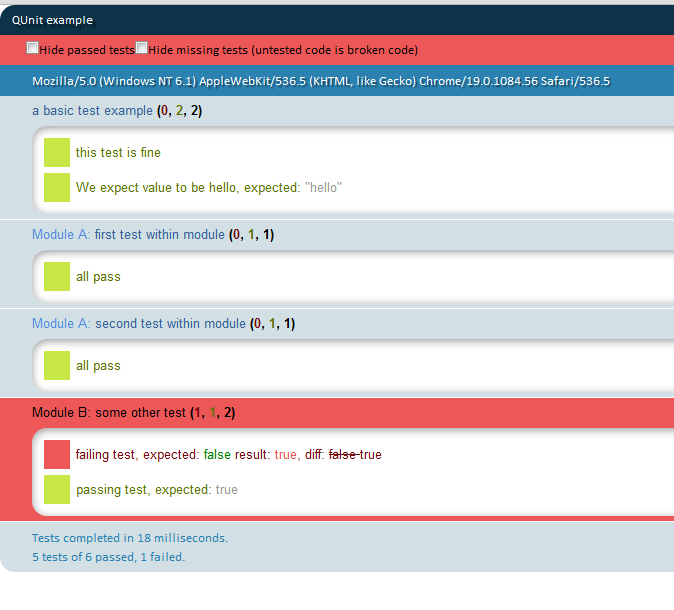 QUnit example
Hide passed tests Hide missing tests (untested code is broken code)
Mozilla/5.0 (Windows NT 6.1) AppleWebKit/536.5 (KHTML, like Gecko) Chrome/19.0.1084.56 Safari/536.5
a basic test example (0, 2, 2)
this test is fine
We expect value to be hello, expected: "hello"
Module A: first test within module (0, 1, 1)
all pass
Module A: second test within module (0, 1, 1)
all pass
Module B: some other test (1, 1, 2)
failing test, expected: false result: true, diff: false true
passing test, expected: true
Tests completed in 18 milliseconds.
5 tests of 6 passed, 1 failed.